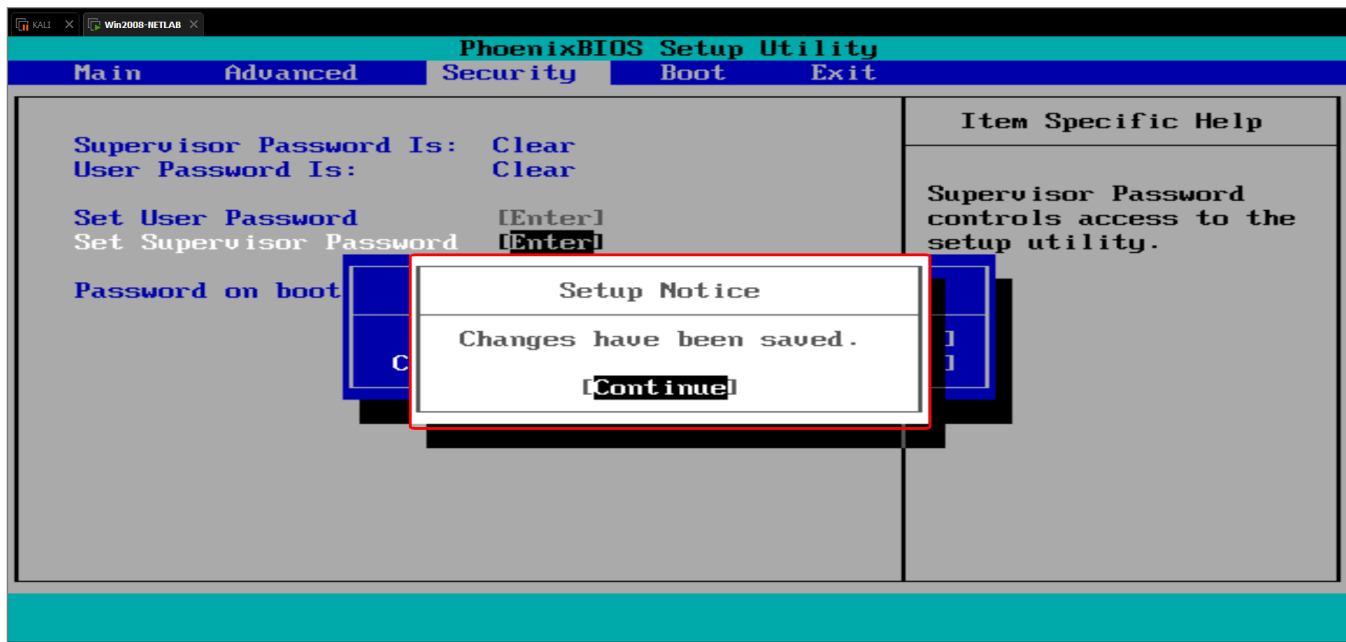 KALI × Win2008-NETLAB ×
PhoenixBIOS Setup Utility
Main Advanced Security Boot Exit
Item Specific Help
Supervisor Password Is: Clear
User Password Is: Clear
Supervisor Password
Set User Password [Enter] controls access to the
Set Supervisor Password [Enter] setup utility.
Password on boot
Setup Notice
Changes have been saved. ]
C ]
[Continue]